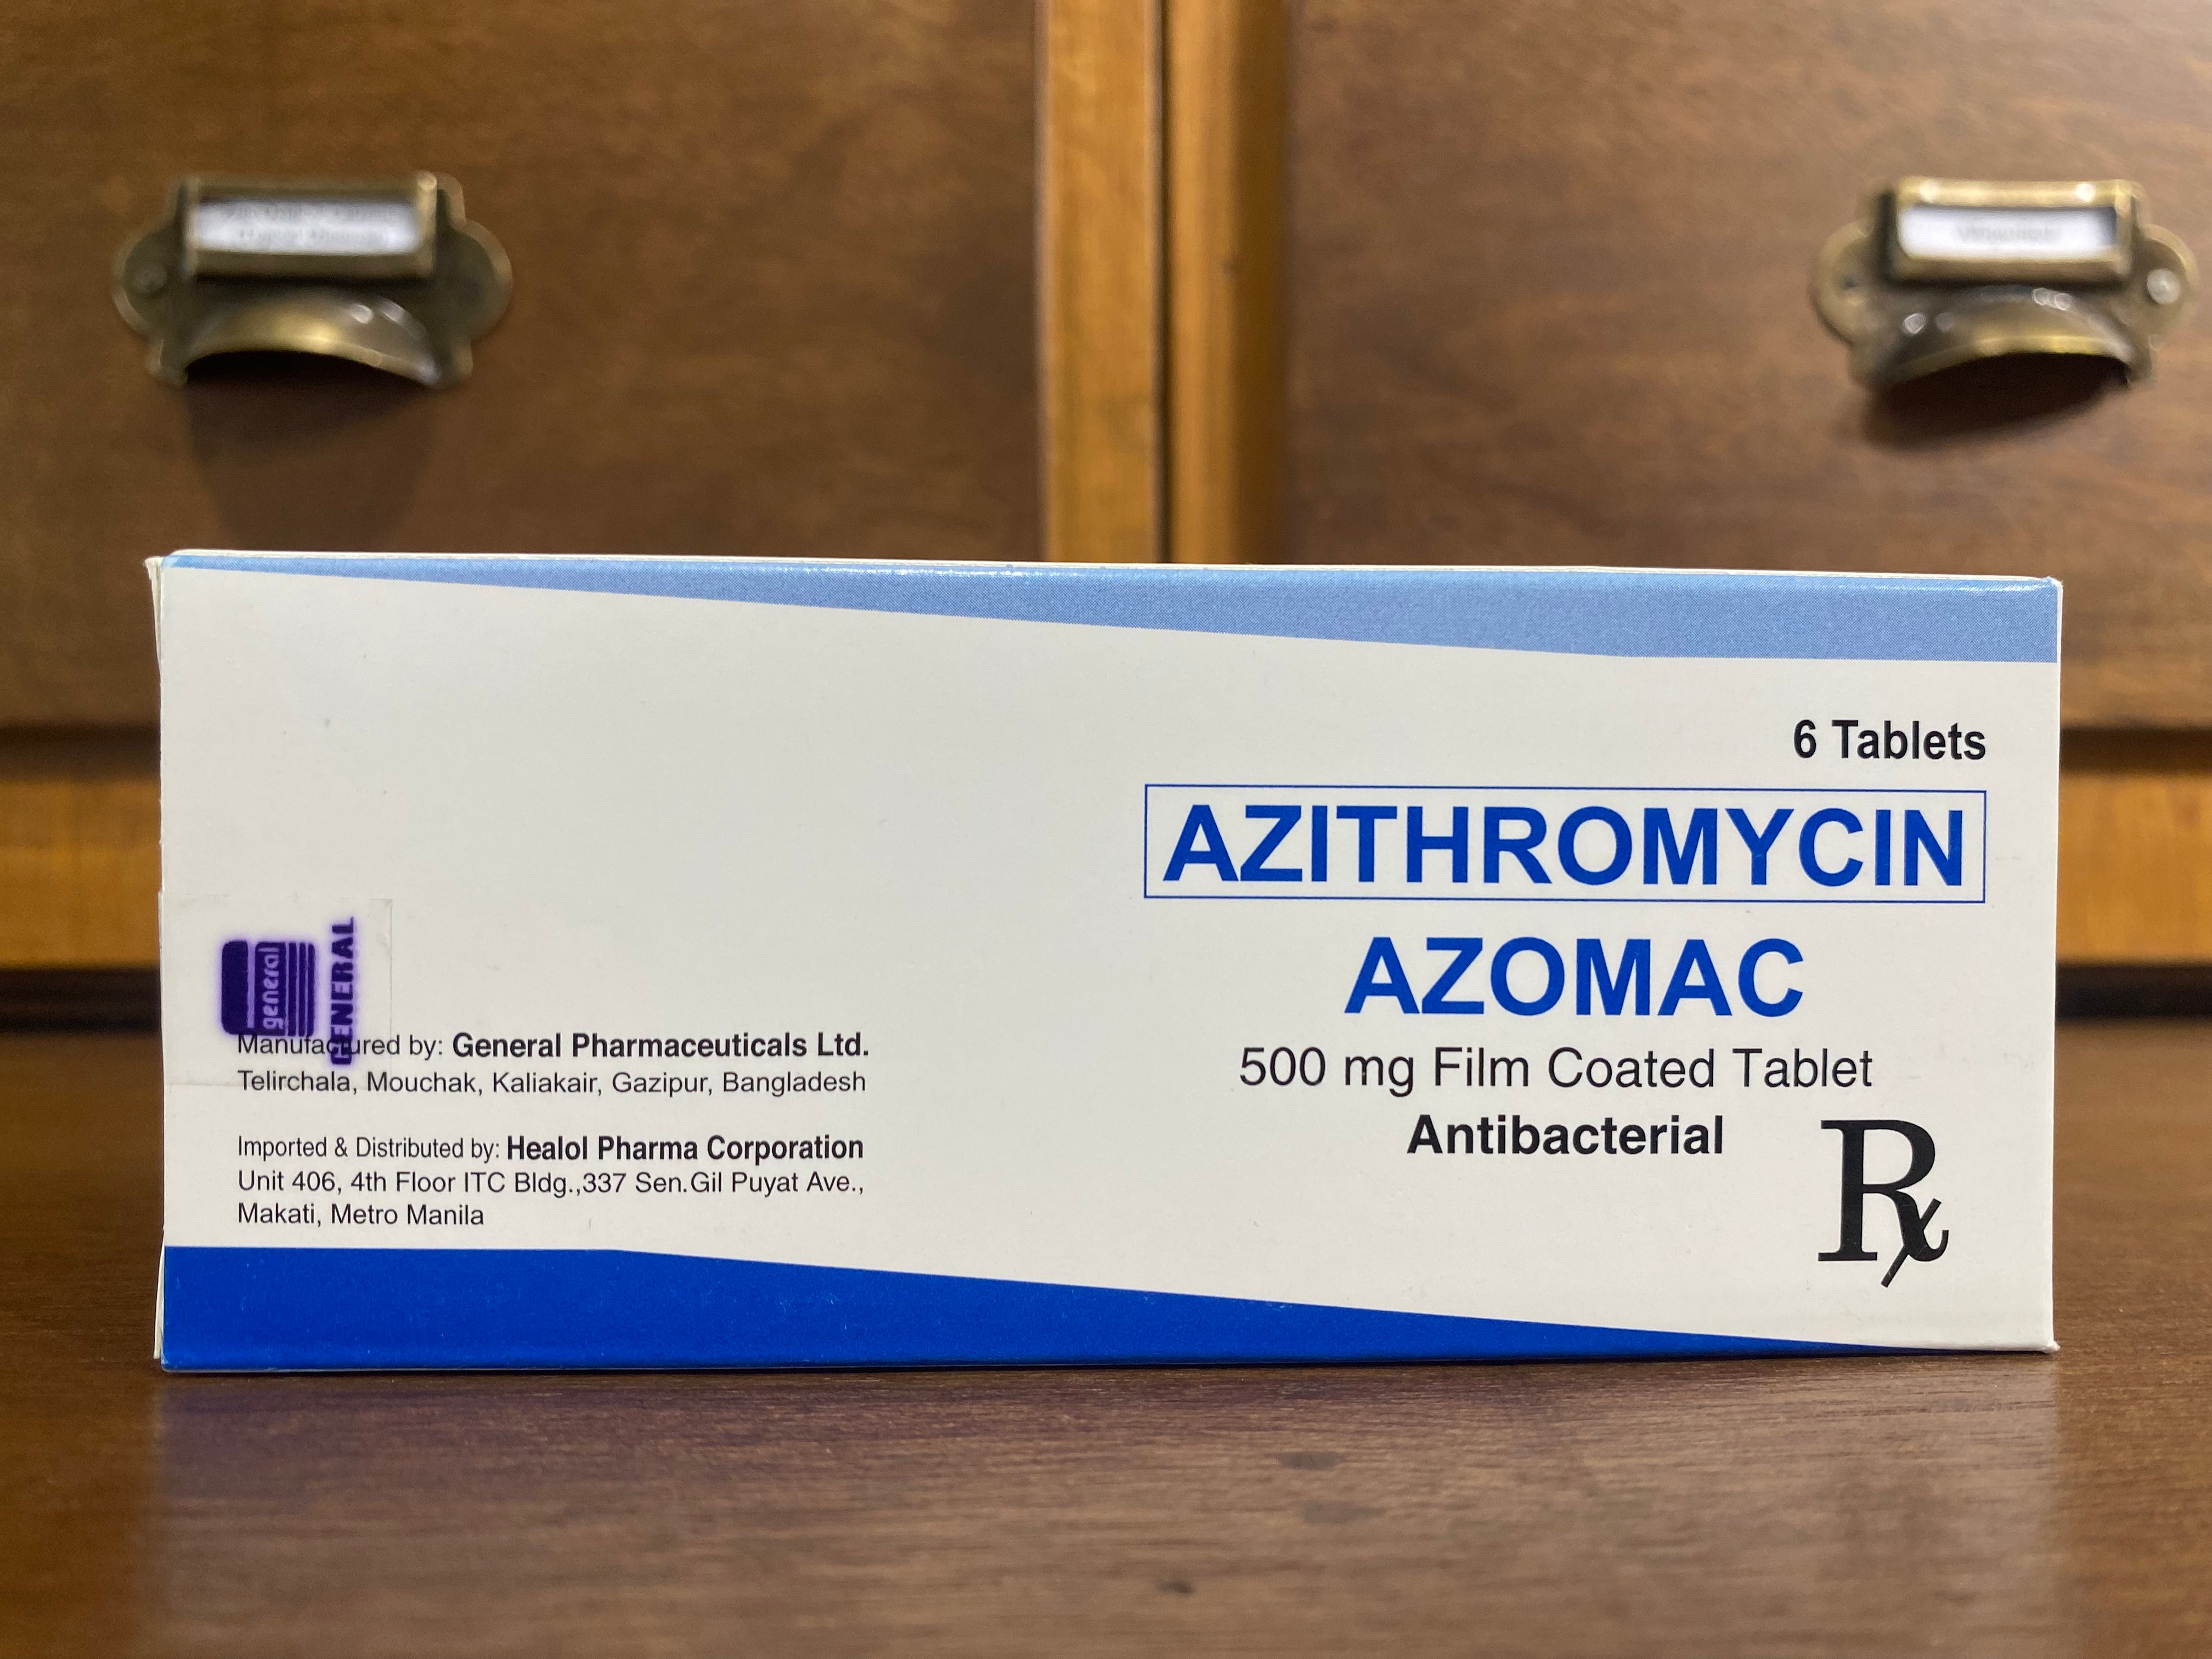 6 Tablets
AZITHROMYCIN
AZOMAC
500 mg Film Coated Tablet
Antibacterial
Rx
general
GENERAL
Manufactured by: General Pharmaceuticals Ltd.
Telirchala, Mouchak, Kaliakair, Gazipur, Bangladesh
Imported & Distributed by: Healol Pharma Corporation
Unit 406, 4th Floor ITC Bldg.,337 Sen.Gil Puyat Ave.,
Makati, Metro Manila